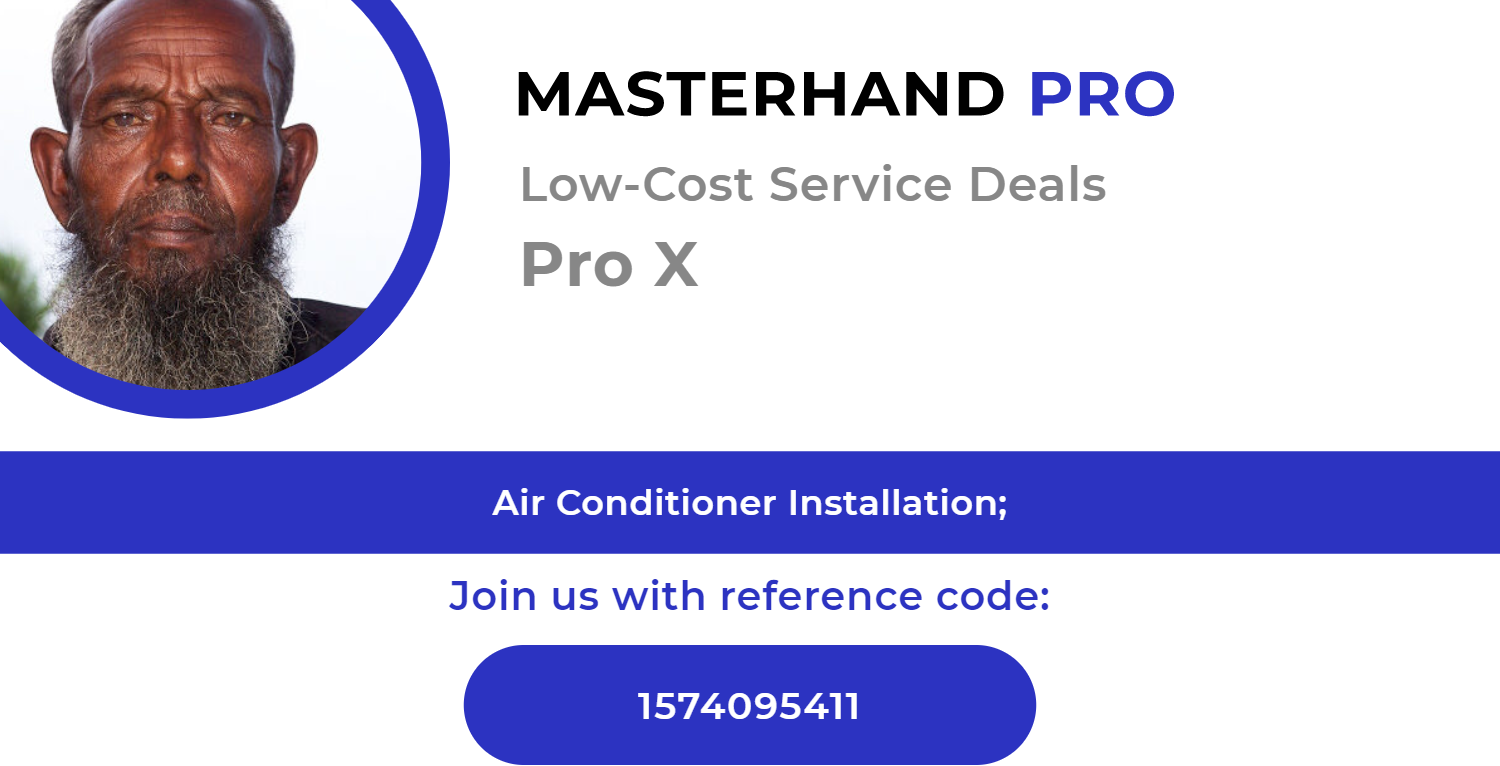 MASTERHAND PRO
Low-Cost Service Deals
Pro X
Air Conditioner Installation;
Join us with reference code:
1574095411